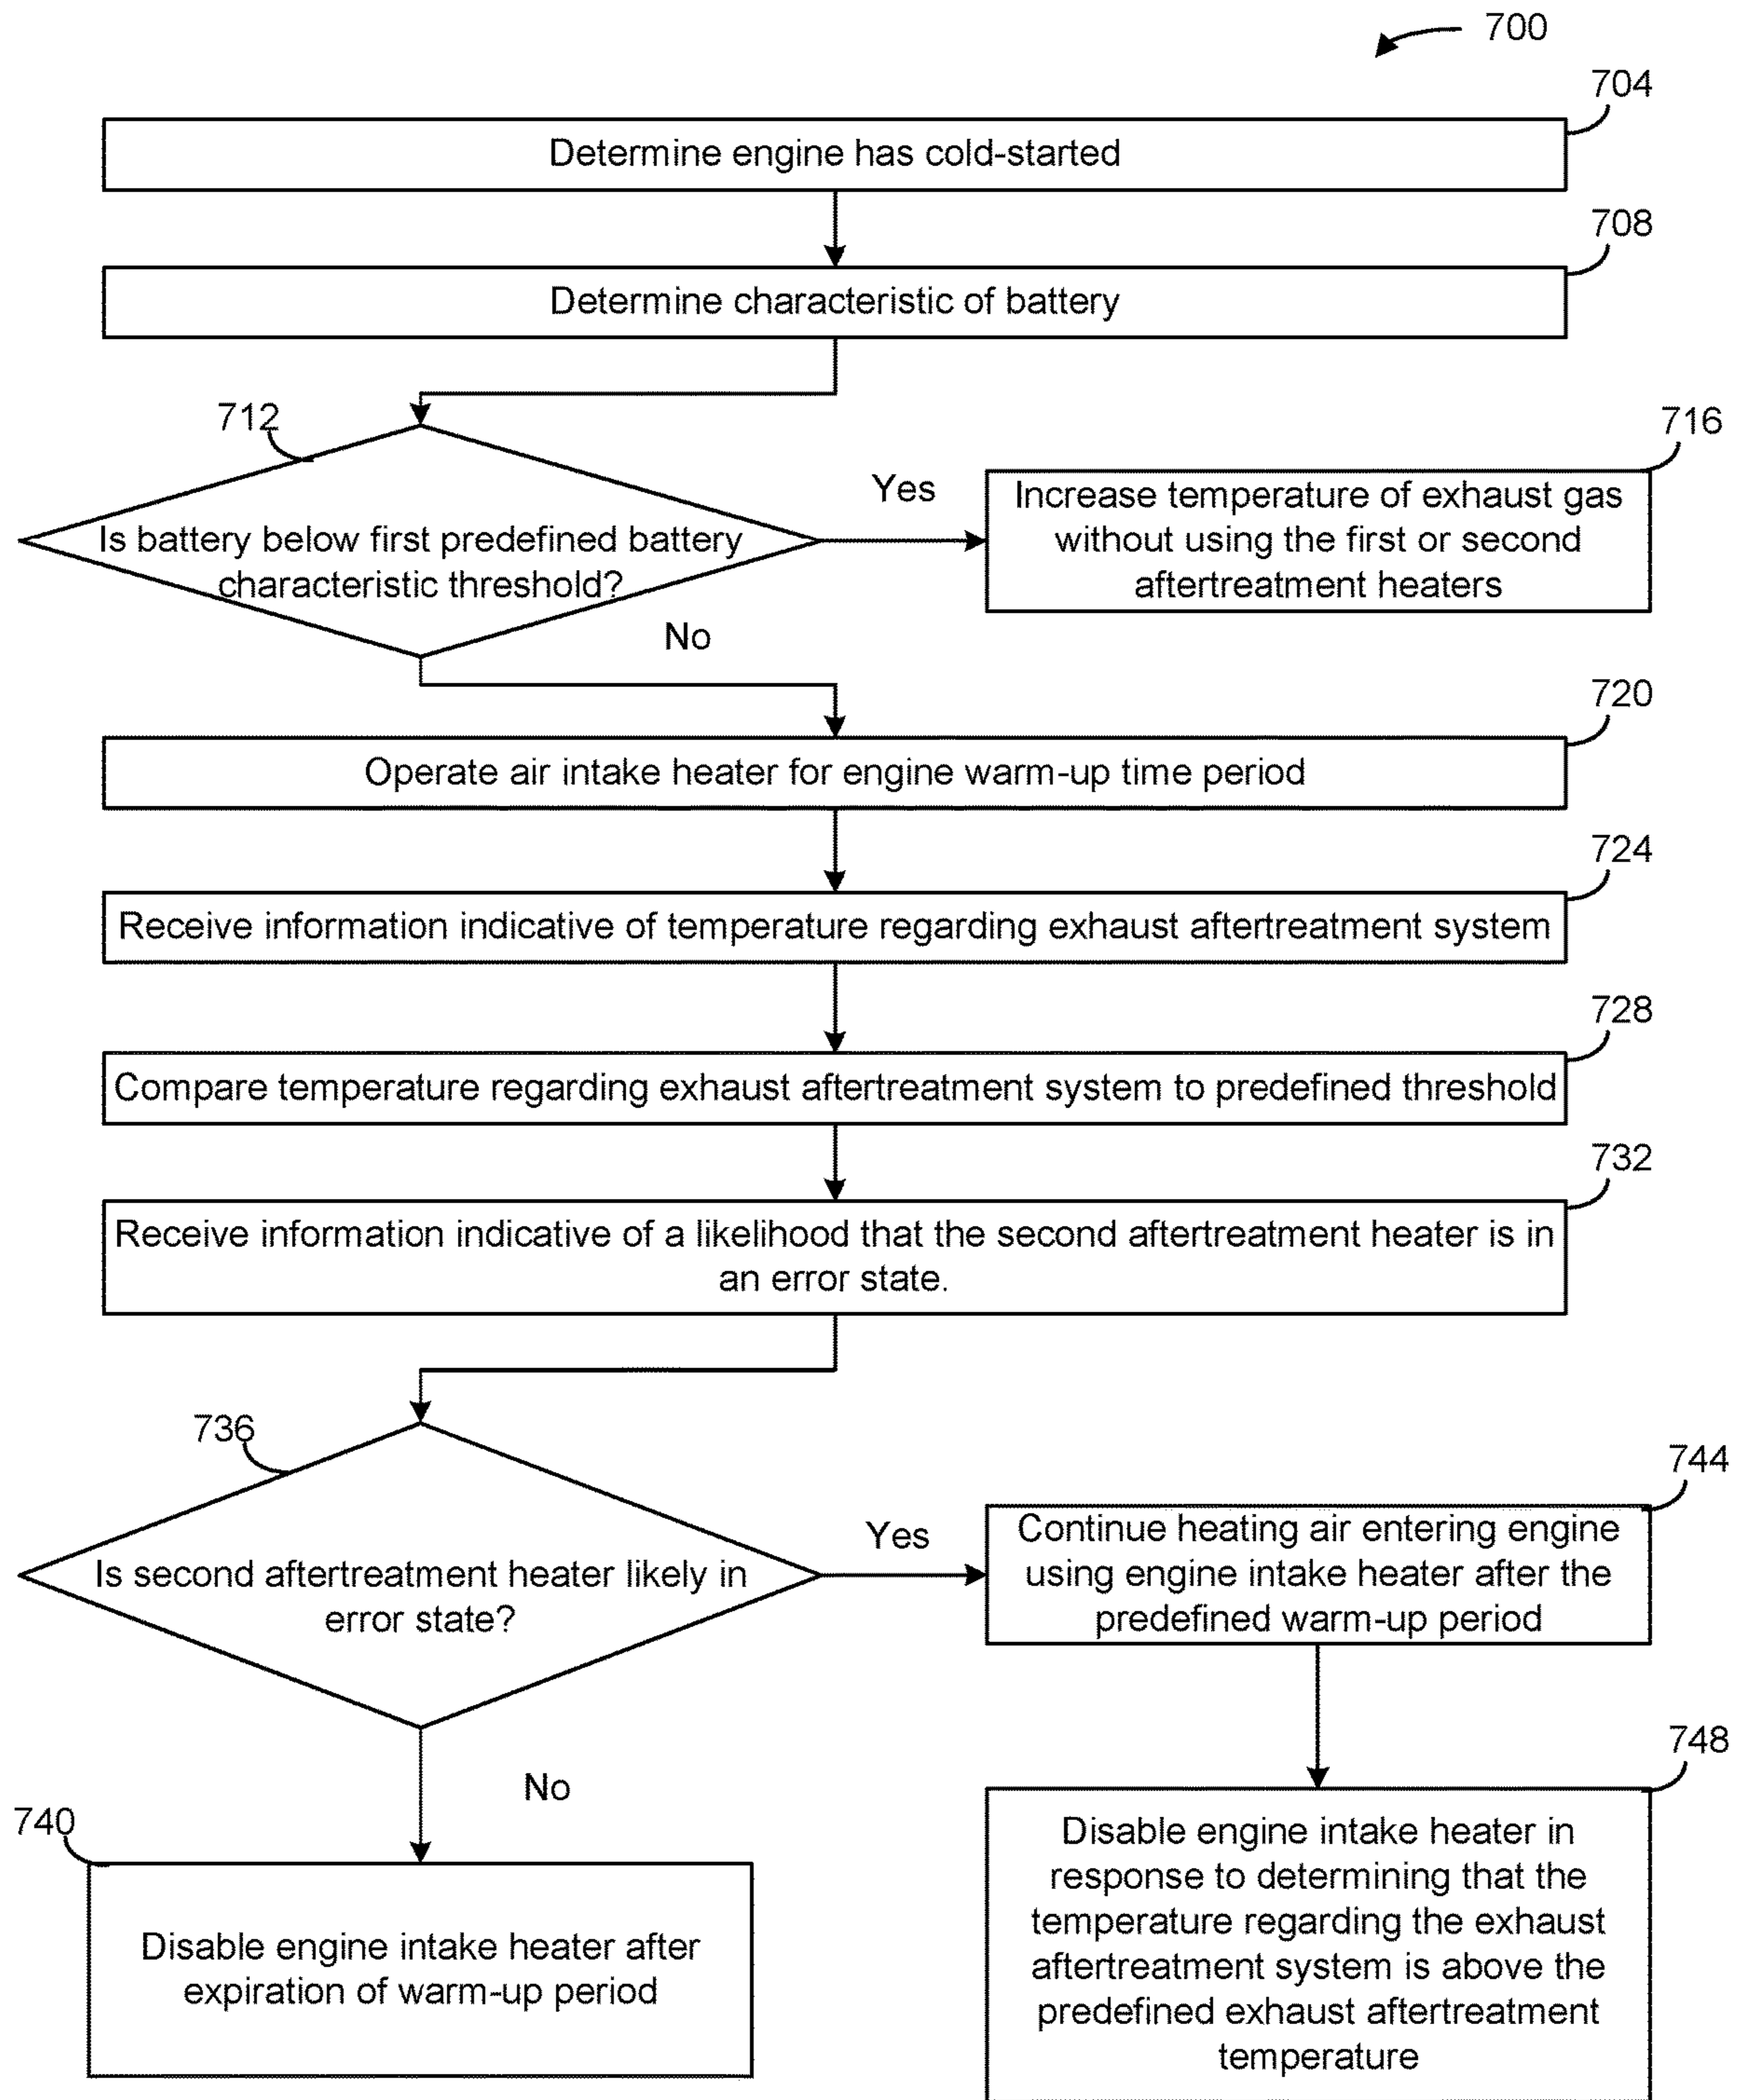 700
704
Determine engine has cold-started
708
Determine characteristic of battery
712
Is battery below first predefined battery
characteristic threshold?
Yes
716
Increase temperature of exhaust gas
without using the first or second
aftertreatment heaters
No
720
Operate air intake heater for engine warm-up time period
724
Receive information indicative of temperature regarding exhaust aftertreatment system
728
Compare temperature regarding exhaust aftertreatment system to predefined threshold
732
Receive information indicative of a likelihood that the second aftertreatment heater is in
an error state.
736
Is second aftertreatment heater likely in
error state?
Yes
744
Continue heating air entering engine
using engine intake heater after the
predefined warm-up period
No
740
Disable engine intake heater after
expiration of warm-up period
748
Disable engine intake heater in
response to determining that the
temperature regarding the exhaust
aftertreatment system is above the
predefined exhaust aftertreatment
temperature